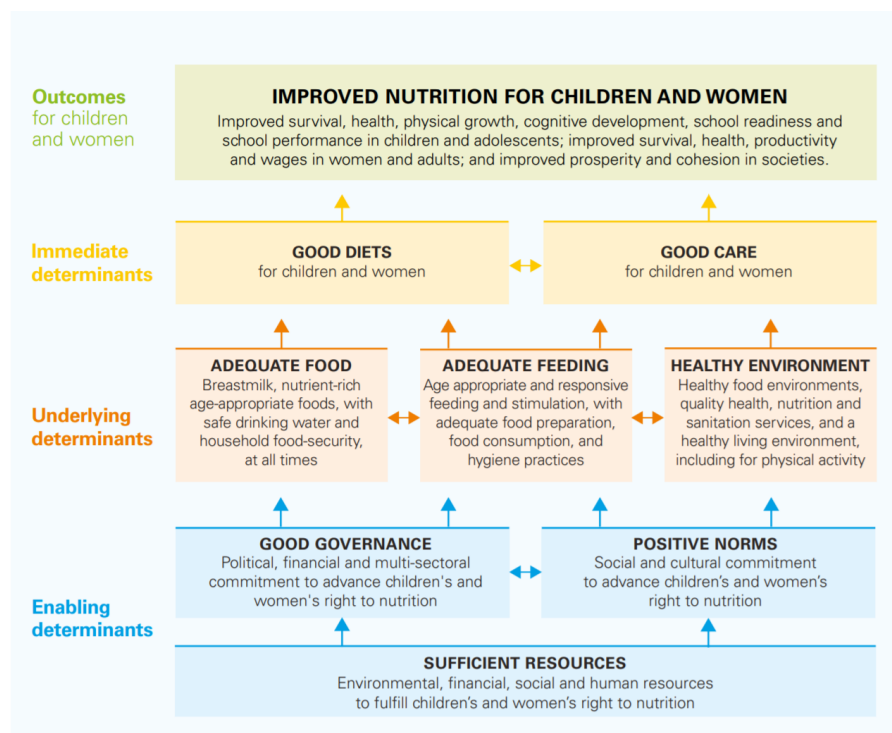 Outcomes
for children
and women
IMPROVED NUTRITION FOR CHILDREN AND WOMEN
Improved survival, health, physical growth, cognitive development, school readiness and
school performance in children and adolescents; improved survival, health, productivity
and wages in women and adults; and improved prosperity and cohesion in societies.
Immediate
determinants
GOOD DIETS
for children and women
GOOD CARE
for children and women
Underlying
determinants
ADEQUATE FOOD
Breastmilk, nutrient-rich
age-appropriate foods, with
safe drinking water and
household food-security,
at all times
ADEQUATE FEEDING
Age appropriate and responsive
feeding and stimulation, with
adequate food preparation,
food consumption, and
hygiene practices
HEALTHY ENVIRONMENT
Healthy food environments,
quality health, nutrition and
sanitation services, and a
healthy living environment,
including for physical activity
Enabling
determinants
GOOD GOVERNANCE
Political, financial and multi-sectoral
commitment to advance children's and
women's right to nutrition
POSITIVE NORMS
Social and cultural commitment
to advance children’s and women’s
right to nutrition
SUFFICIENT RESOURCES
Environmental, financial, social and human resources
to fulfill children’s and women’s right to nutrition